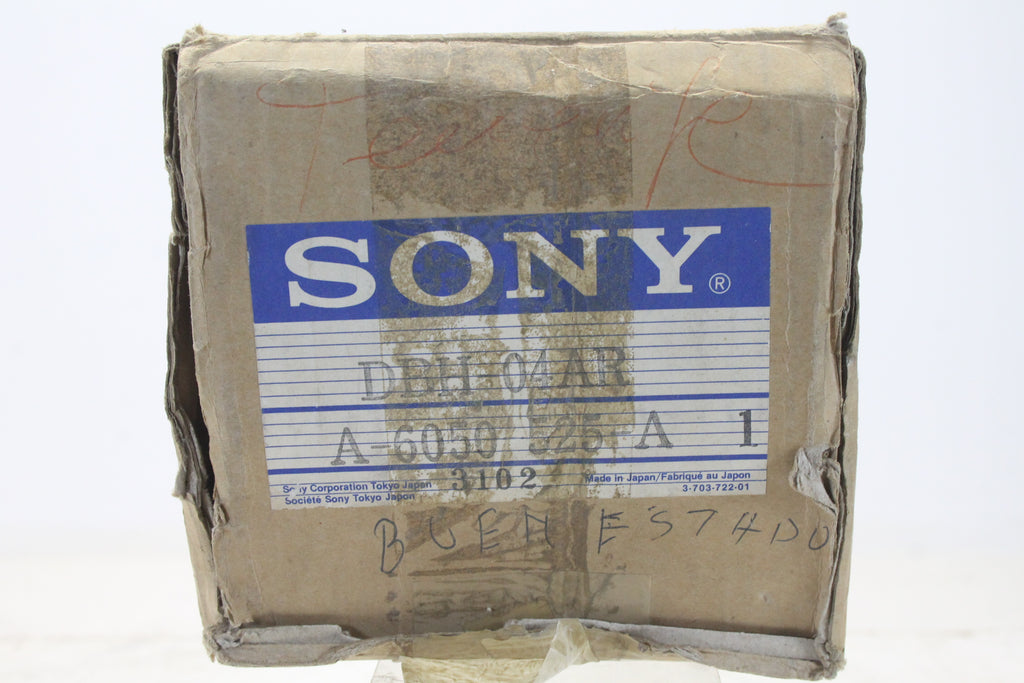 SONY®
DPH-04AR
A-6050 525 A 1
3102
Sony Corporation Tokyo Japan
Société Sony Tokyo Japon
Made in Japan/Fabriqué au Japon
3-703-722-01
BUEN ESTADO